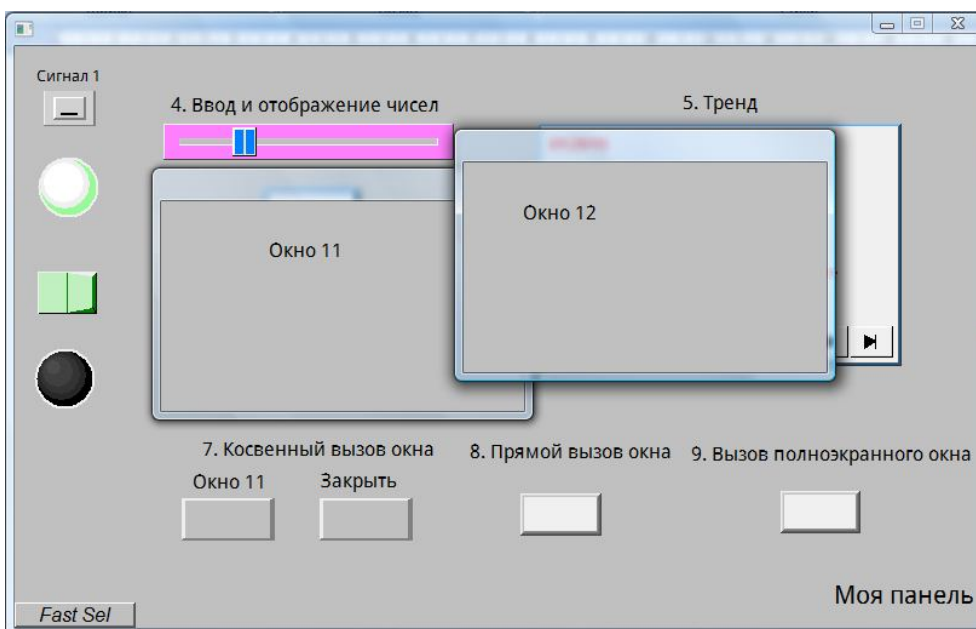 Сигнал 1
4. Ввод и отображение чисел
5. Тренд
Окно 12
Окно 11
7. Косвенный вызов окна
8. Прямой вызов окна
9. Вызов полноэкранного окна
Окно 11
Закрыть
Моя панель
Fast Sel